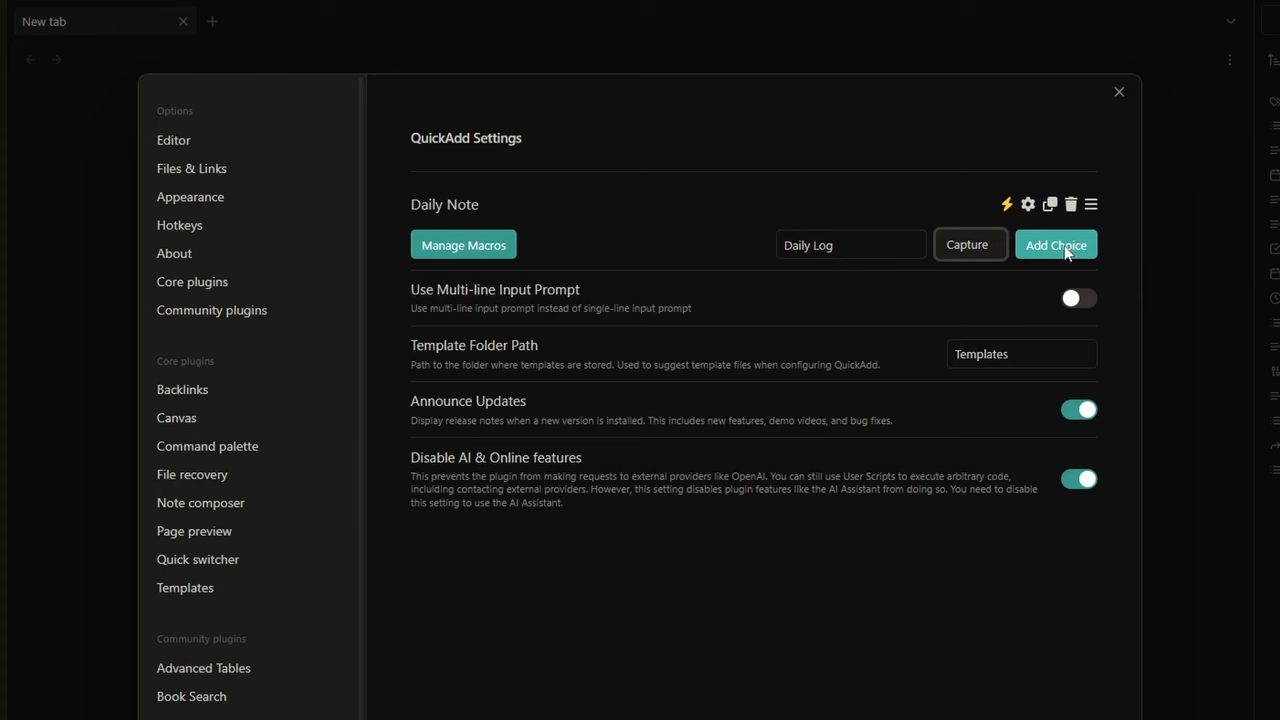 New tab
Options
Editor
Files & Links
Appearance
Hotkeys
About
Core plugins
Community plugins
Core plugins
Backlinks
Canvas
Command palette
File recovery
Note composer
Page preview
Quick switcher
Templates
Community plugins
Advanced Tables
Book Search
QuickAdd Settings
Daily Note
Manage Macros
Daily Log
Capture
Add Choice
Use Multi-line Input Prompt
Use multi-line input prompt instead of single-line input prompt
Template Folder Path
Path to the folder where templates are stored. Used to suggest template files when configuring QuickAdd.
Templates
Announce Updates
Display release notes when a new version is installed. This includes new features, demo videos, and bug fixes.
Disable AI & Online features
This prevents the plugin from making requests to external providers like OpenAI. You can still use User Scripts to execute arbitrary code,
including contacting external providers. However, this setting disables plugin features like the AI Assistant from doing so. You need to disable
this setting to use the AI Assistant.